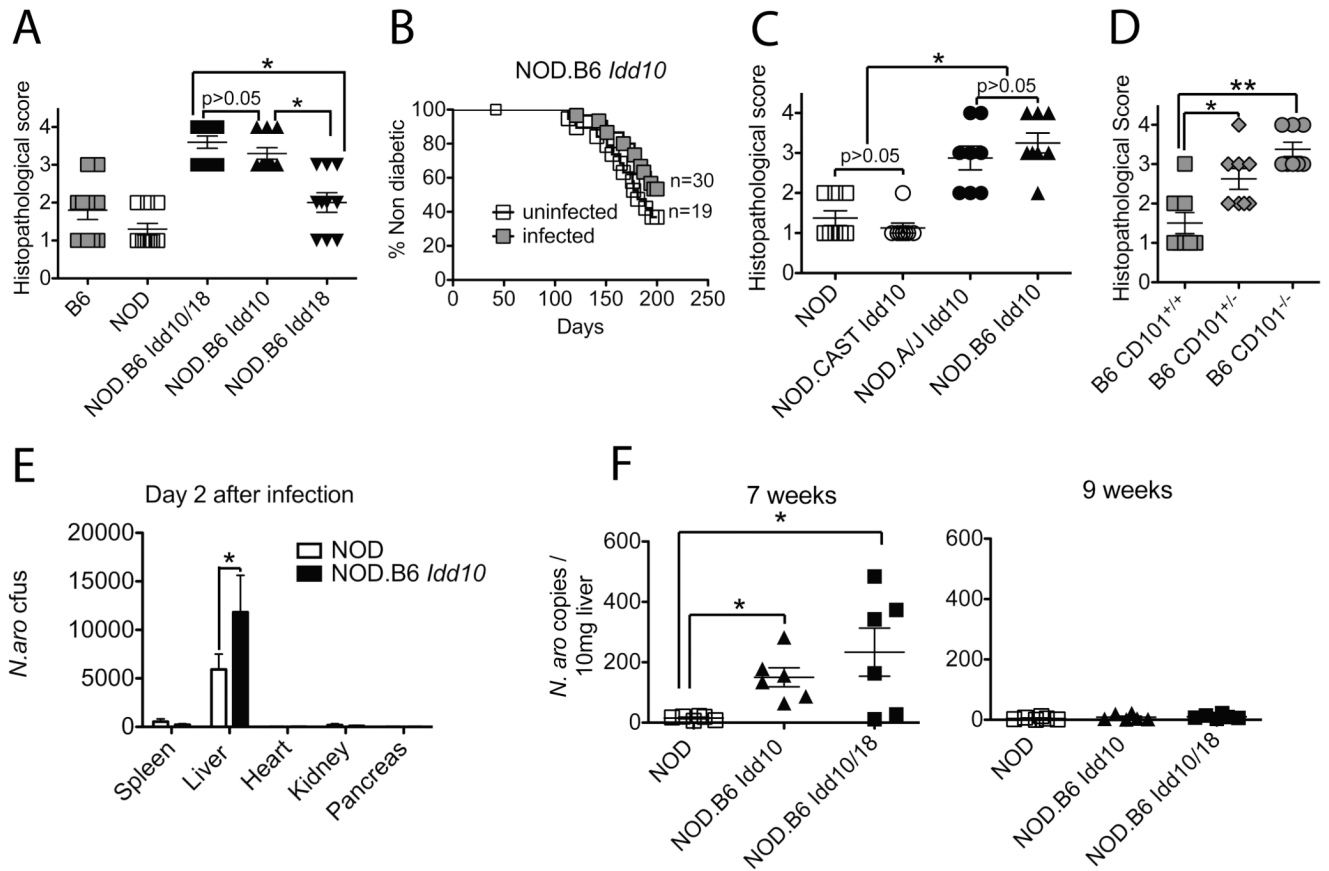 A
Histopathological score
4
3
2
1
0
*
p>0.05
*
B6
NOD
NOD.B6 Idd10/18
NOD.B6 Idd10
NOD.B6 Idd18
B
NOD.B6 Idd10
% Non diabetic
100
80
60
40
20
0
n=30
n=19
uninfected
infected
0
50
100
150
200
250
Days
C
Histopathological score
4
3
2
1
0
*
p>0.05
p>0.05
NOD
NOD.CAST Idd10
NOD.A/J Idd10
NOD.B6 Idd10
D
Histopathological Score
4
3
2
1
0
**
*
B6 CD101+/+
B6 CD101+/-
B6 CD101-/-
E
Day 2 after infection
N.aro cfus
20000
15000
10000
5000
0
*
NOD
NOD.B6 Idd10
Spleen
Liver
Heart
Kidney
Pancreas
F
7 weeks
N. aro copies /
10mg liver
600
400
200
0
*
*
NOD
NOD.B6 Idd10
NOD.B6 Idd10/18
9 weeks
600
400
200
0
NOD
NOD.B6 Idd10
NOD.B6 Idd10/18